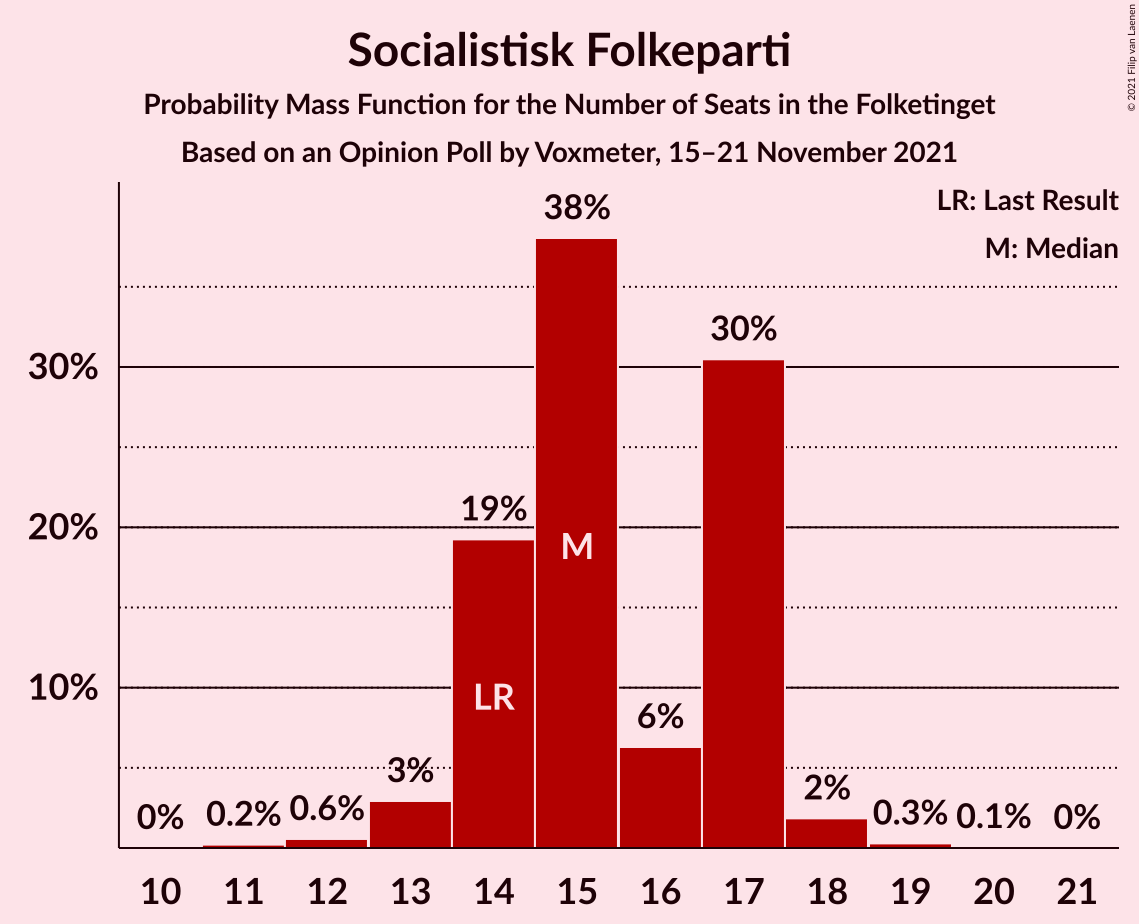 Socialistisk Folkeparti
Probability Mass Function for the Number of Seats in the Folketinget
Based on an Opinion Poll by Voxmeter, 15–21 November 2021
© 2021 Filip van Laenen
LR: Last Result
M: Median
38%
30%
30%
19%
20%
M
LR
10%
6%
3%
2%
0%
0.2%
0.6%
0.3%
0.1%
0%
10 11 12 13 14 15 16 17 18 19 20 21